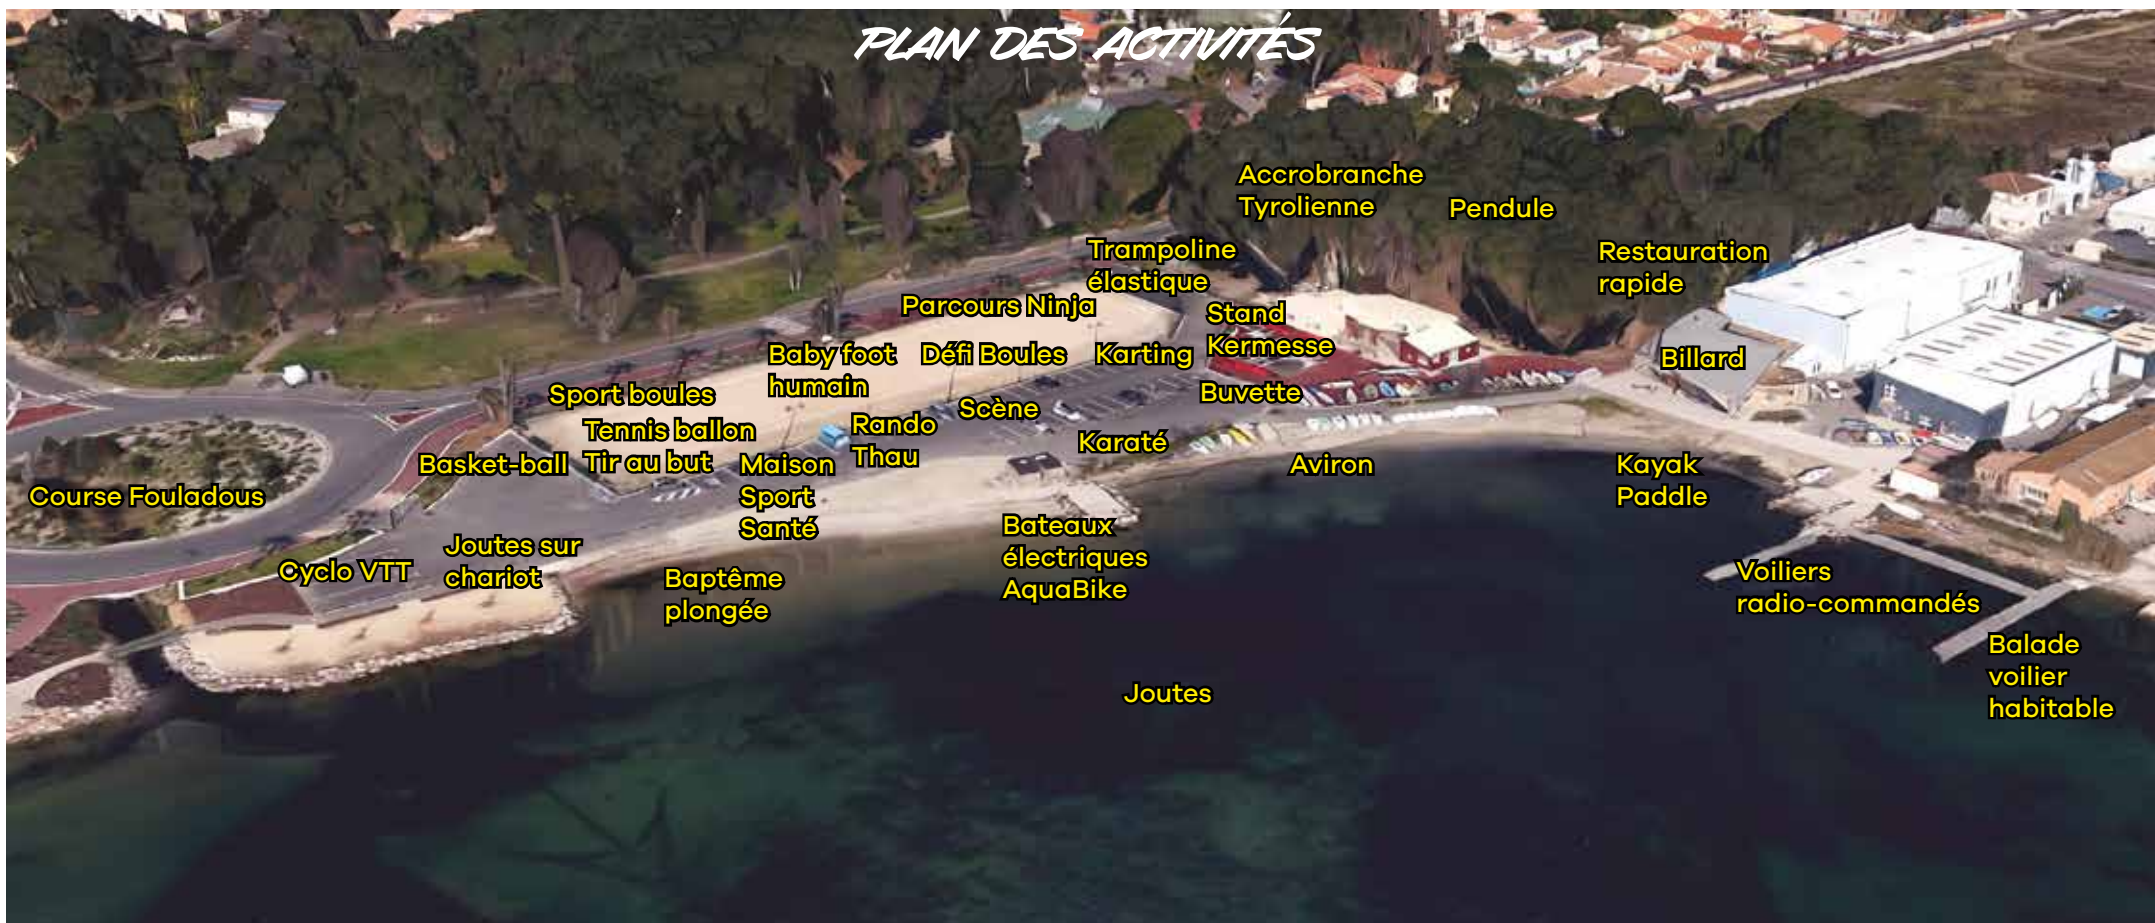 PLAN DES ACTIVITÉS
Accrobranche
Tyrolienne
Pendule
Trampoline
élastique
Restauration
rapide
Parcours Ninja
Stand
Kermesse
Baby foot
humain
Défi Boules
Karting
Billard
Sport boules
Buvette
Scène
Tennis ballon
Tir au but
Rando
Thau
Karaté
Basket-ball
Maison
Sport
Santé
Aviron
Kayak
Paddle
Course Fouladous
Bateaux
électriques
AquaBike
Joutes sur
chariot
Cyclo VTT
Baptême
plongée
Voiliers
radio-commandés
Balade
voilier
habitable
Joutes